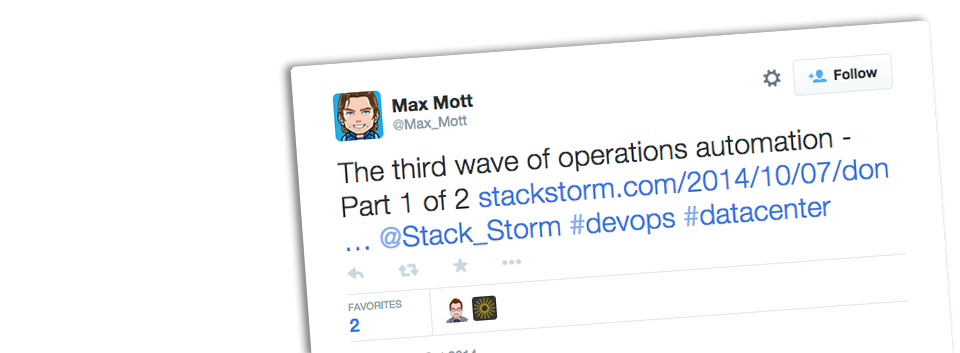 Max Mott
@Max_Mott
Follow
The third wave of operations automation -
Part 1 of 2 stackstorm.com/2014/10/07/don
… @Stack_Storm #devops #datacenter
FAVORITES
2
2014